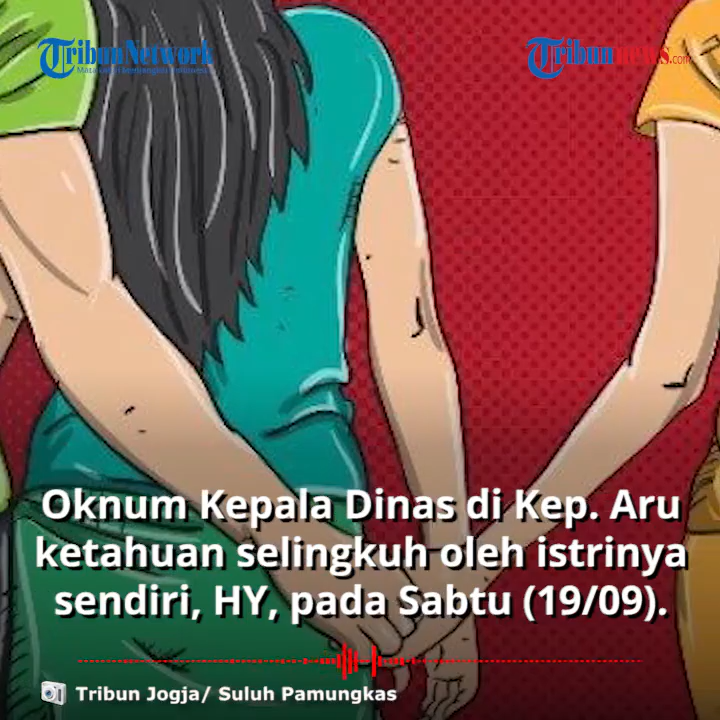 TribunNetwork
Tribunnews.com
Oknum Kepala Dinas di Kep. Aru
ketahuan selingkuh oleh istrinya
sendiri, HY, pada Sabtu (19/09).
Tribun Jogja/ Suluh Pamungkas